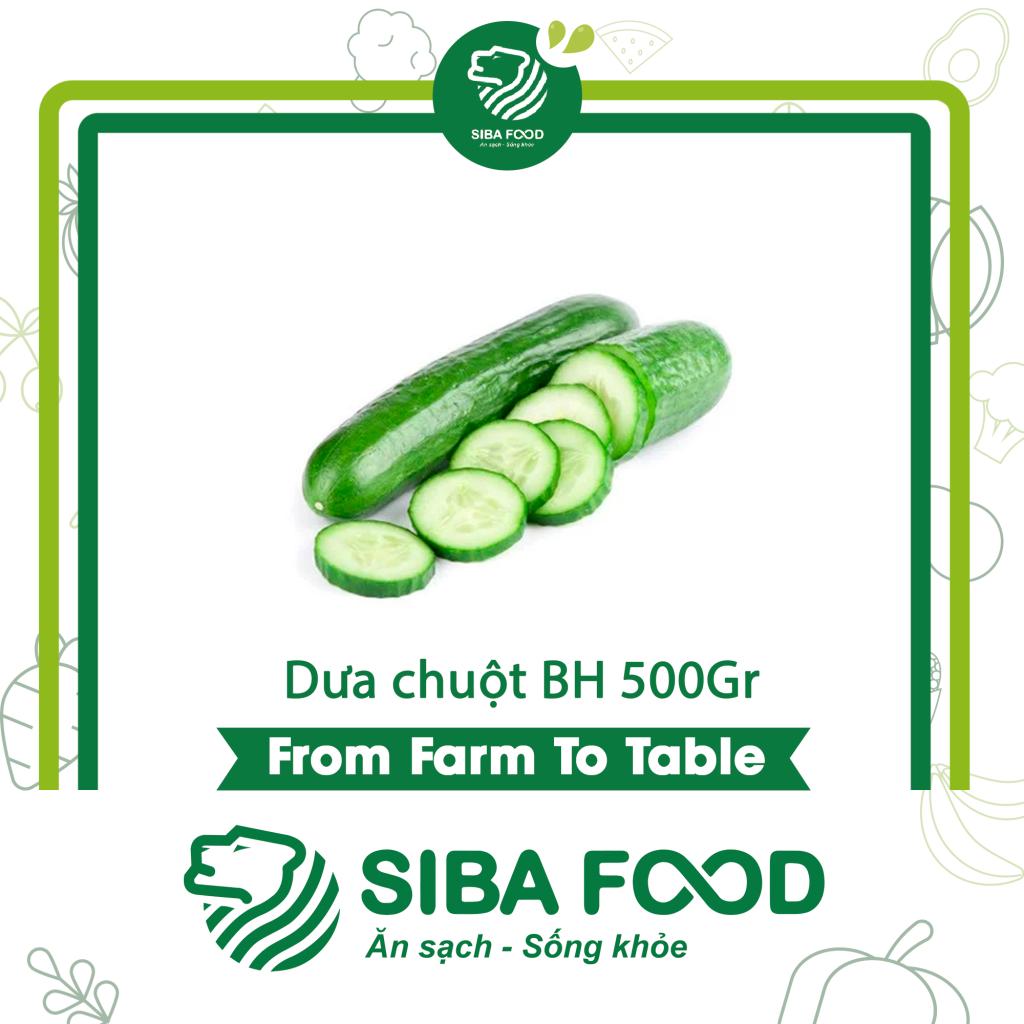 SIBA FOOD
Ăn sạch - Sống khỏe
Dưa chuột BH 500Gr
From Farm To Table
SIBA FOOD
Ăn sạch - Sống khỏe